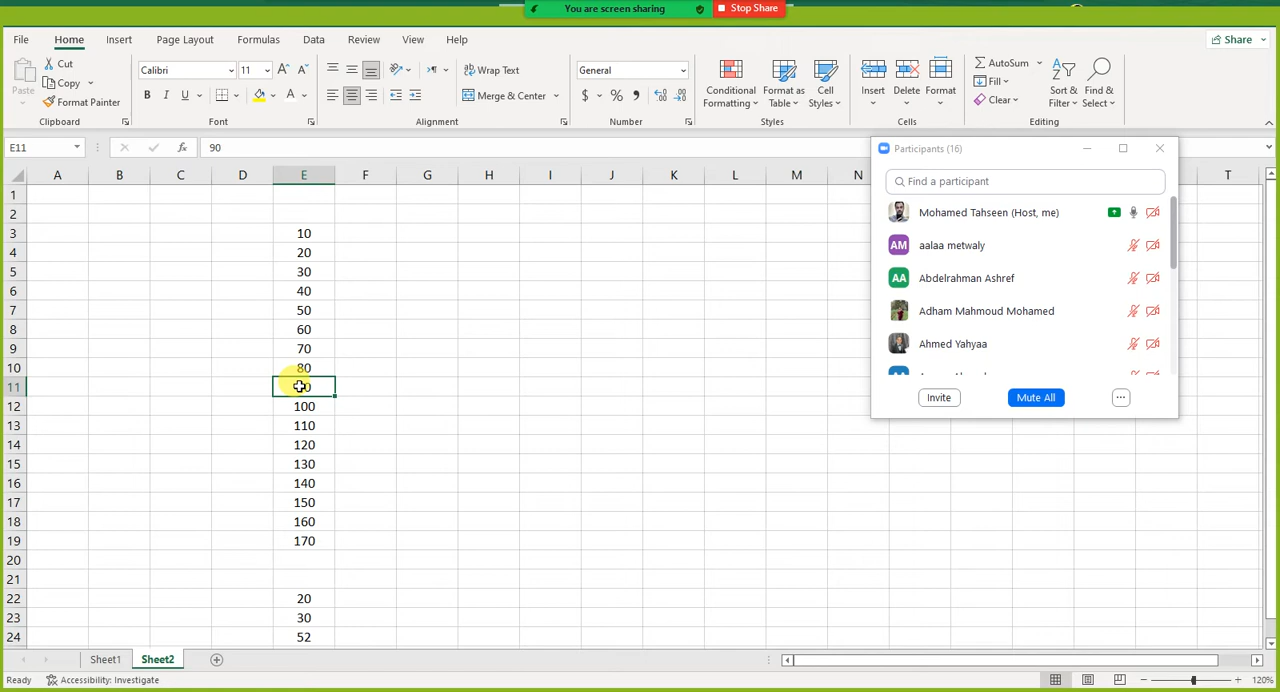 You are screen sharing Stop Share
File Home Insert Page Layout Formulas Data Review View Help Share
Paste Cut Copy Format Painter
Calibri 11 B I U A
Wrap Text Merge & Center
General $ % 9
Conditional Formatting Format as Table Cell Styles
Insert Delete Format
AutoSum Fill Clear Sort & Filter Find & Select
Clipboard Font Alignment Number Styles Cells Editing
E11 fx 90
A B C D E F G H I J K L M N T
1
2
3 10
4 20
5 30
6 40
7 50
8 60
9 70
10 80
11
12 100
13 110
14 120
15 130
16 140
17 150
18 160
19 170
20
21
22 20
23 30
24 52
Participants (16)
Find a participant
Mohamed Tahseen (Host, me)
AM aalaa metwaly
AA Abdelrahman Ashref
Adham Mahmoud Mohamed
Ahmed Yahyaa
Invite Mute All ...
Sheet1 Sheet2
Ready Accessibility: Investigate 120%